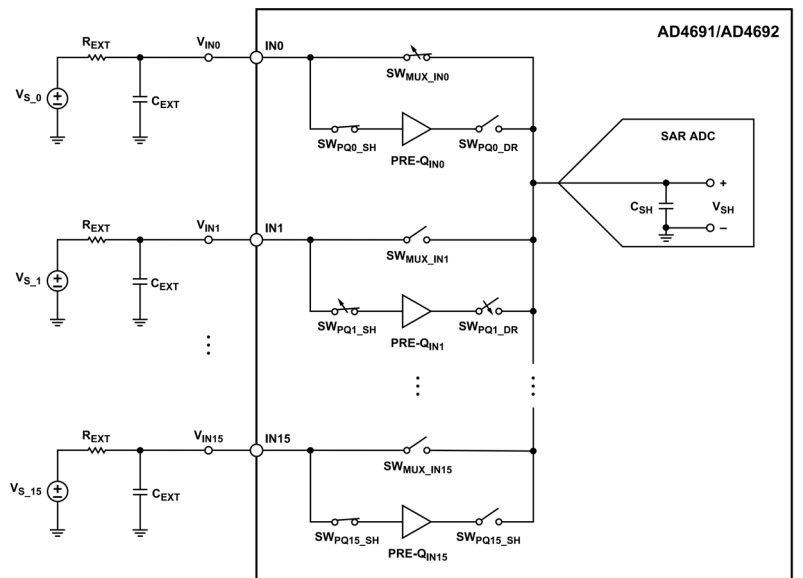 AD4691/AD4692
REXT
VIN0
IN0
SWMUX_IN0
VS_0
+
–
CEXT
SWPQ0_SH
PRE-QIN0
SWPQ0_DR
SAR ADC
CSH
+
VSH
–
REXT
VIN1
IN1
SWMUX_IN1
VS_1
+
–
CEXT
SWPQ1_SH
PRE-QIN1
SWPQ1_DR
REXT
VIN15
IN15
SWMUX_IN15
VS_15
+
–
CEXT
SWPQ15_SH
PRE-QIN15
SWPQ15_SH